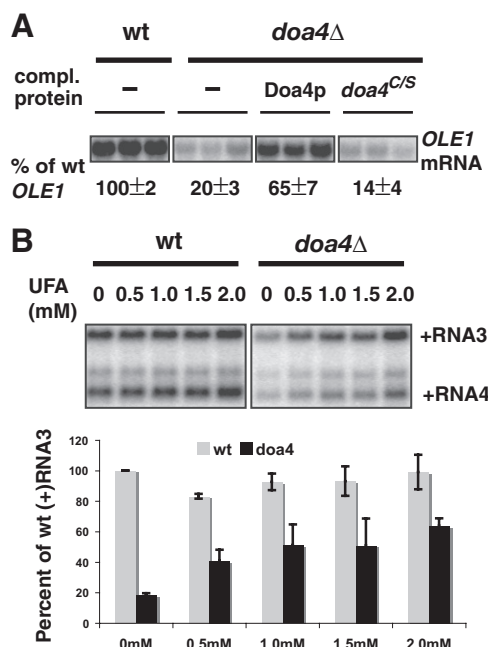 A
wt doa4Δ
compl. protein – – Doa4p doa4C/S
OLE1 mRNA
% of wt OLE1 100±2 20±3 65±7 14±4
B
wt doa4Δ
UFA (mM) 0 0.5 1.0 1.5 2.0 0 0.5 1.0 1.5 2.0
+RNA3
+RNA4
Percent of wt (+)RNA3
wt doa4
120
100
80
60
40
20
0
0mM 0.5mM 1.0mM 1.5mM 2.0mM